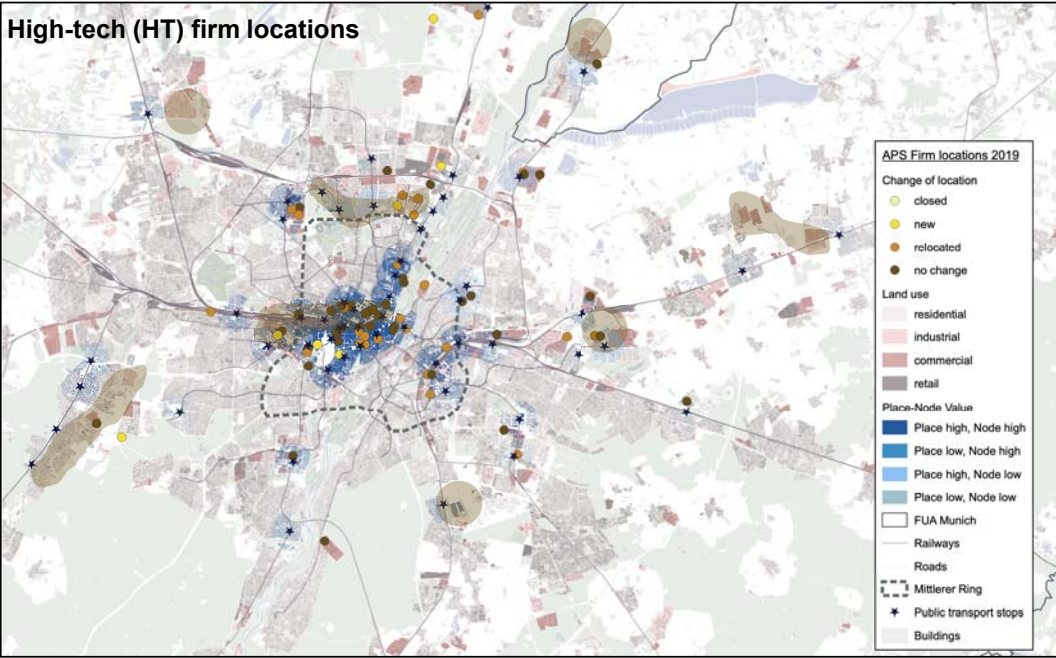 High-tech (HT) firm locations
APS Firm locations 2019
Change of location
closed
new
relocated
no change
Land use
residential
industrial
commercial
retail
Place-Node Value
Place high, Node high
Place low, Node high
Place high, Node low
Place low, Node low
FUA Munich
Railways
Roads
Mittlerer Ring
Public transport stops
Buildings